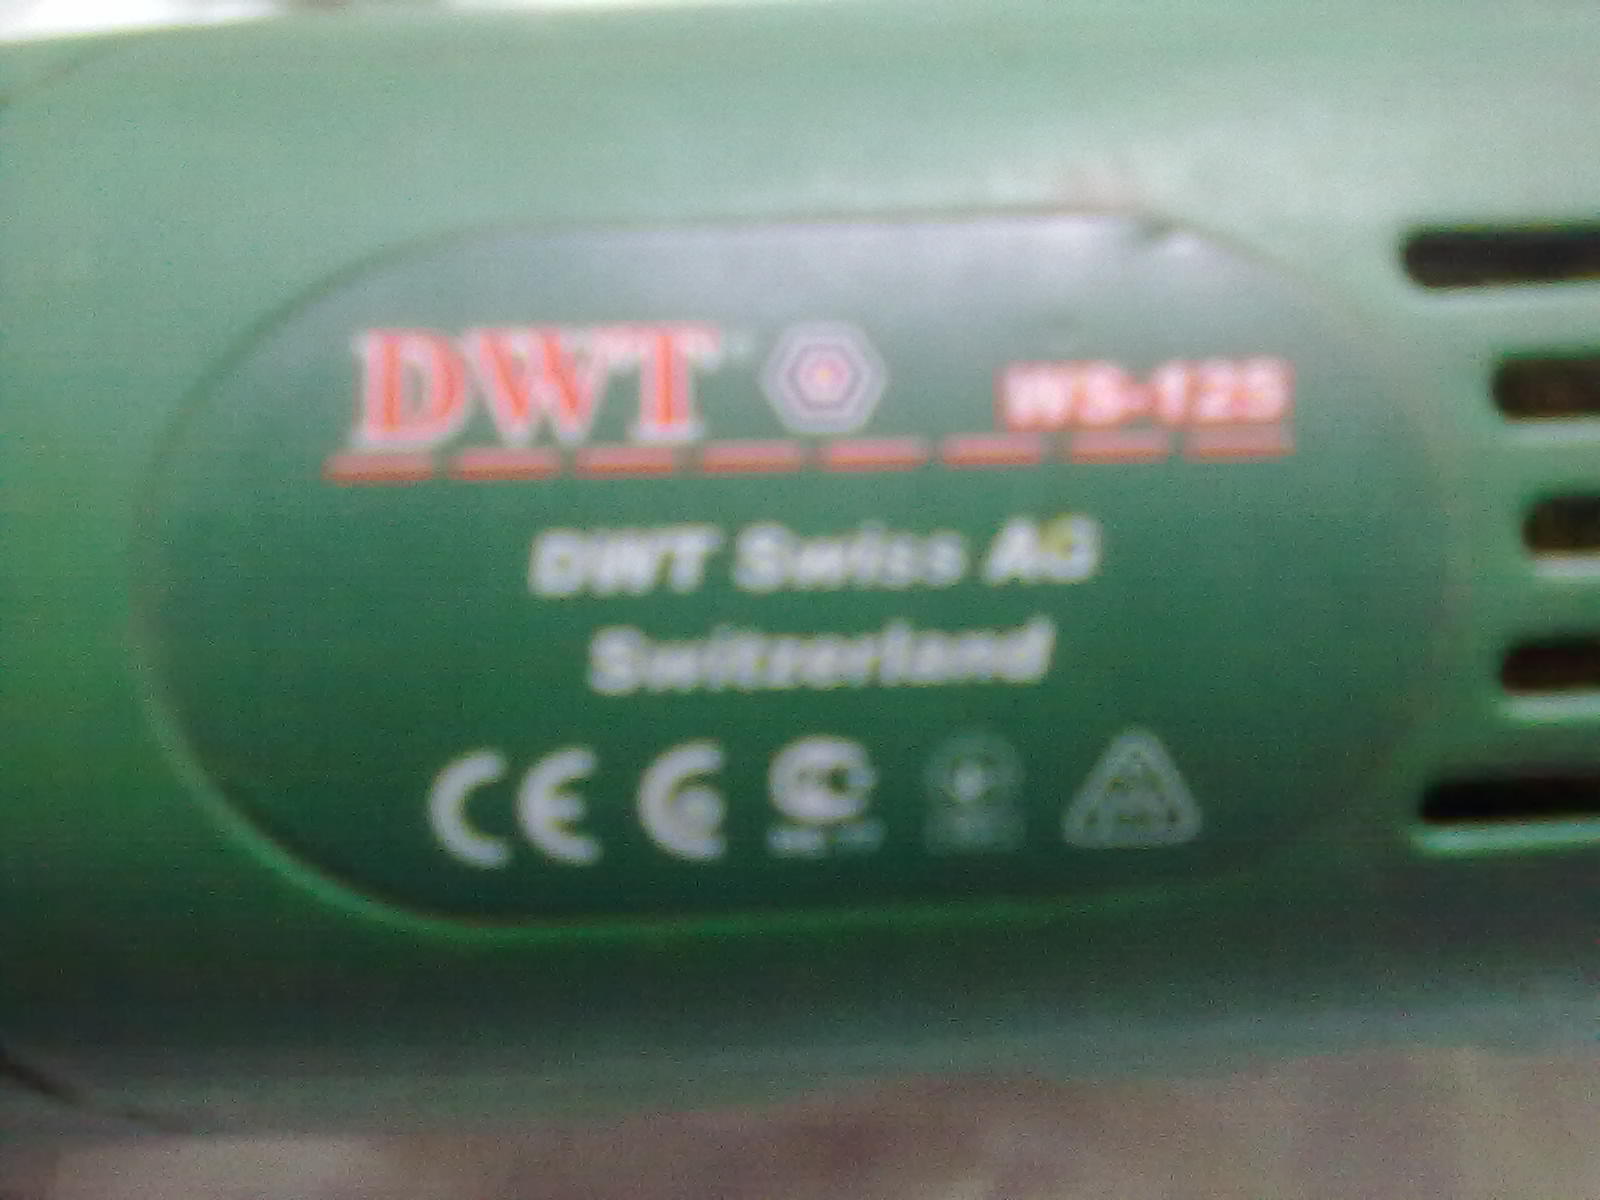 DWT WS-125
DWT Swiss AG
Switzerland
CE